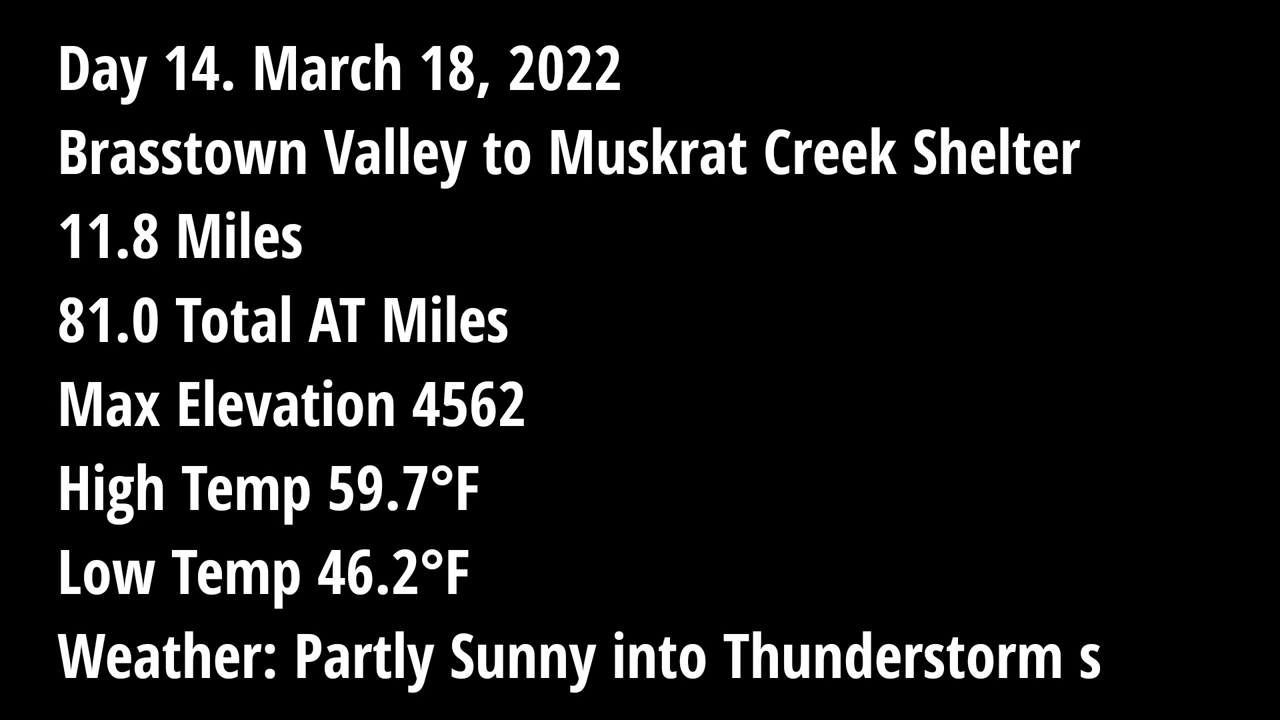 Day 14. March 18, 2022
Brasstown Valley to Muskrat Creek Shelter
11.8 Miles
81.0 Total AT Miles
Max Elevation 4562
High Temp 59.7°F
Low Temp 46.2°F
Weather: Partly Sunny into Thunderstorm s